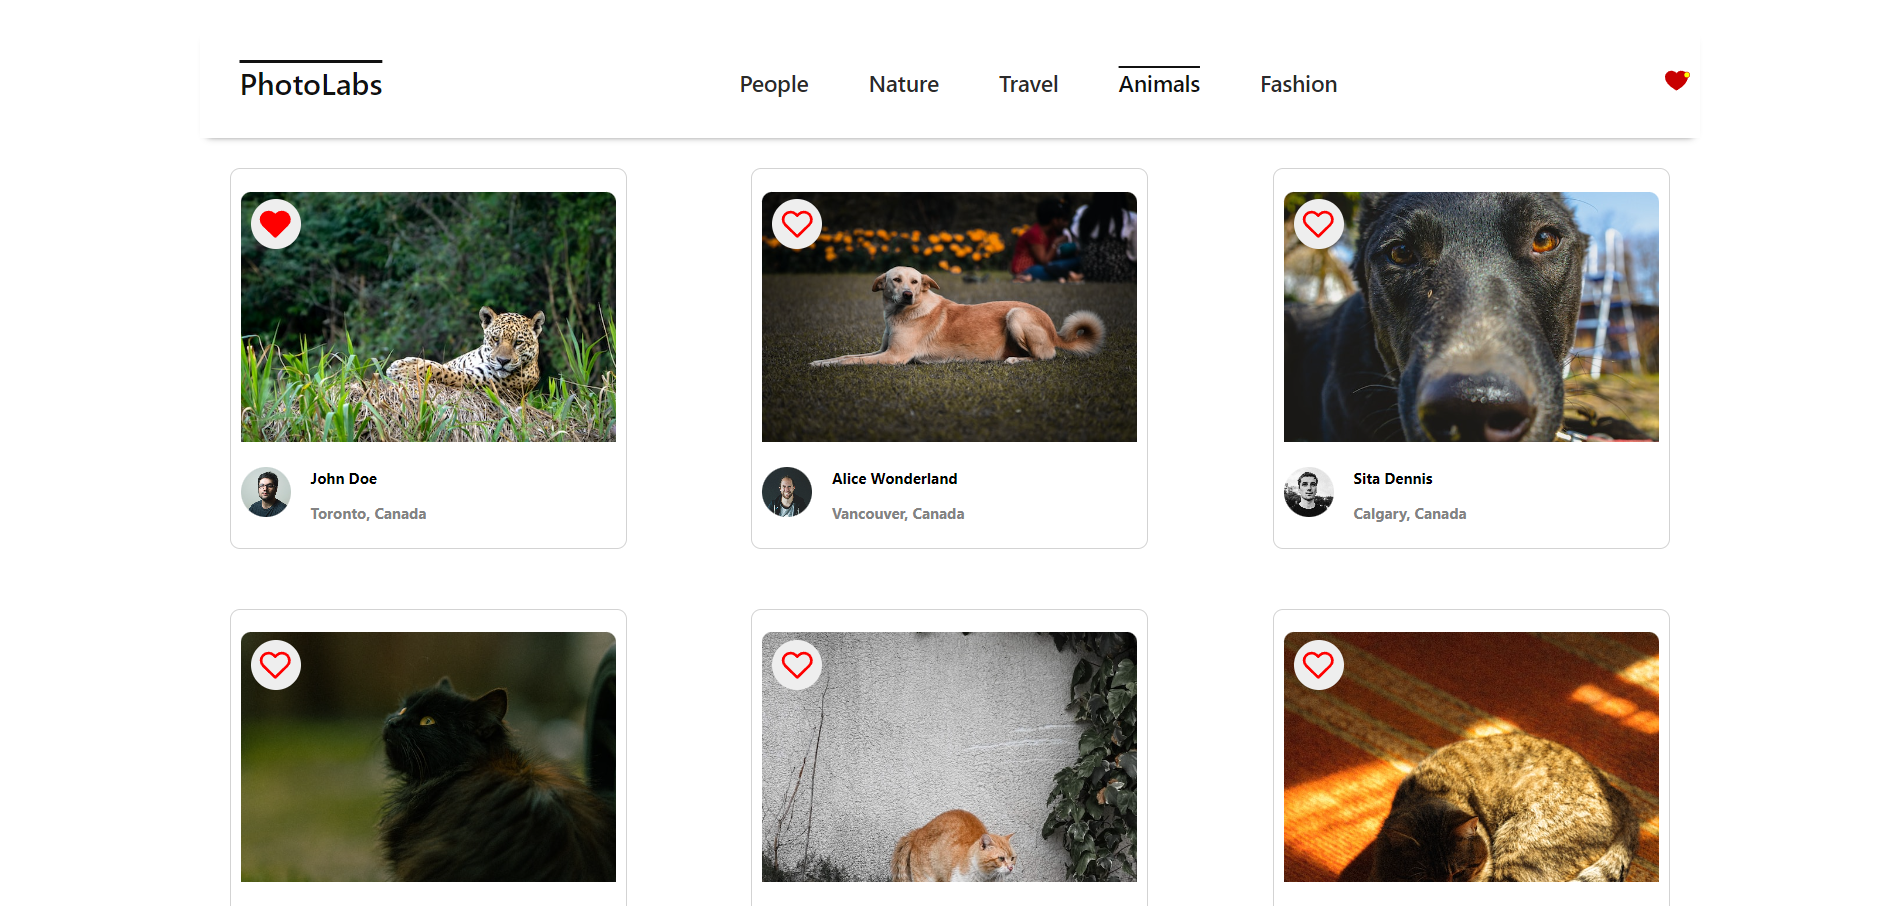 PhotoLabs
People
Nature
Travel
Animals
Fashion
John Doe
Toronto, Canada
Alice Wonderland
Vancouver, Canada
Sita Dennis
Calgary, Canada